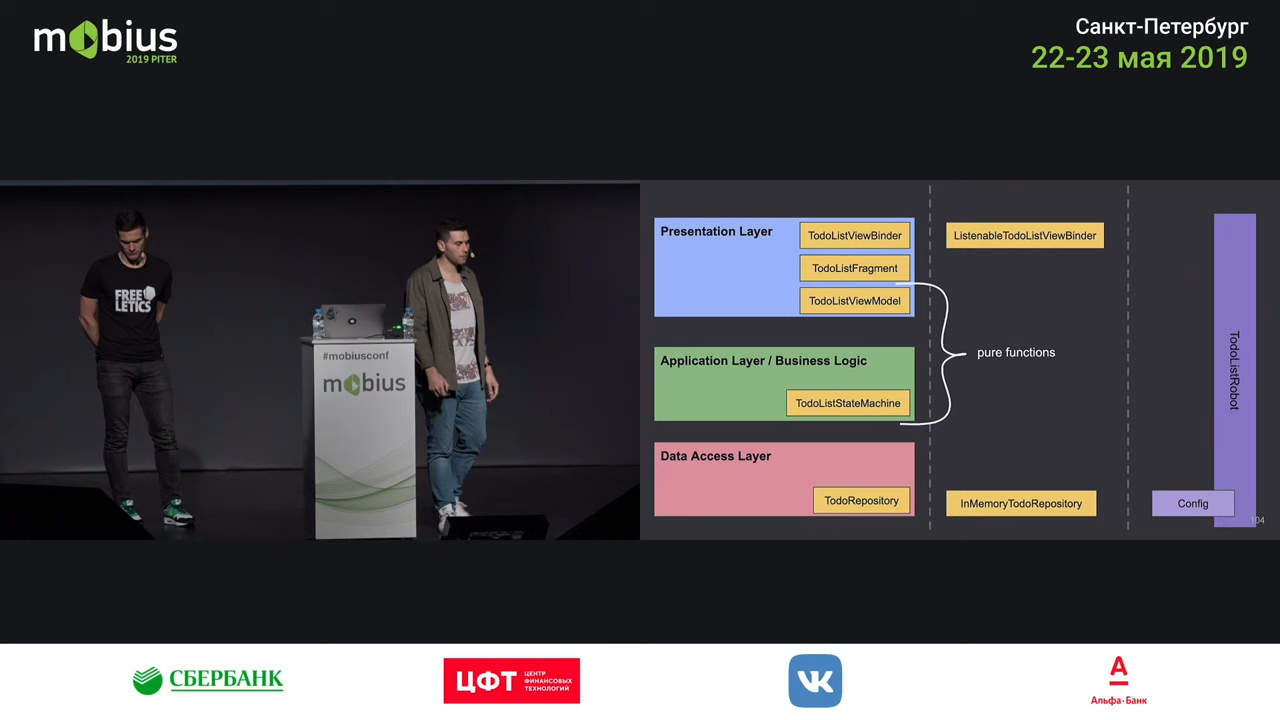 mobius
2019 PITER
Санкт-Петербург
22-23 мая 2019
FREE
LETICS
#mobiusconf
mobius
Presentation Layer
TodoListViewBinder
TodoListFragment
TodoListViewModel
Application Layer / Business Logic
TodoListStateMachine
Data Access Layer
TodoRepository
ListenableTodoListViewBinder
pure functions
InMemoryTodoRepository
TodoListRobot
Config
104
СБЕРБАНК
ЦФТ
ЦЕНТР
ФИНАНСОВЫХ
ТЕХНОЛОГИЙ
VK
А
Альфа·Банк